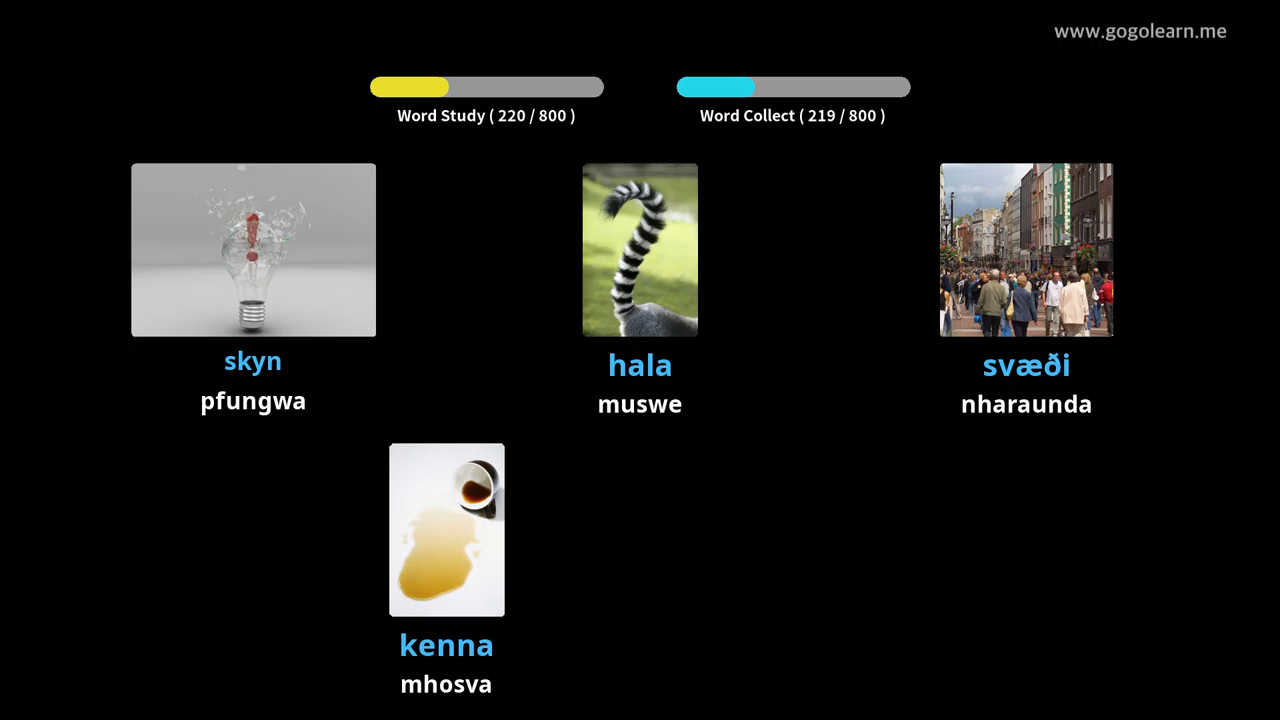 www.gogolearn.me
Word Study ( 220 / 800 )
Word Collect ( 219 / 800 )
skyn
pfungwa
hala
muswe
svæði
nharaunda
kenna
mhosva